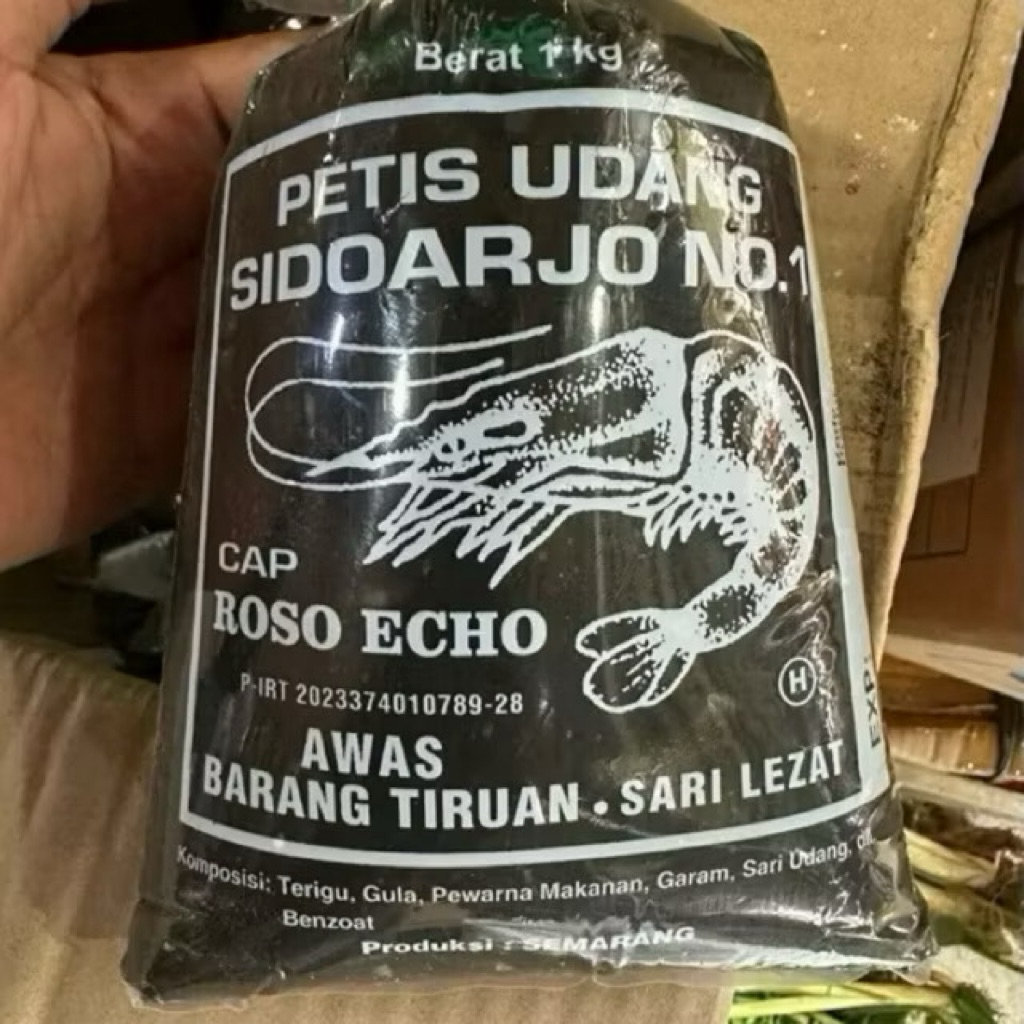 Berat 1 kg
PETIS UDANG
SIDOARJO NO.1
CAP
ROSO ECHO
P-IRT 2023374010789-28
H
AWAS
BARANG TIRUAN • SARI LEZAT
Komposisi: Terigu, Gula, Pewarna Makanan, Garam, Sari Udang,
Benzoat
Produksi : SEMARANG
EXP: